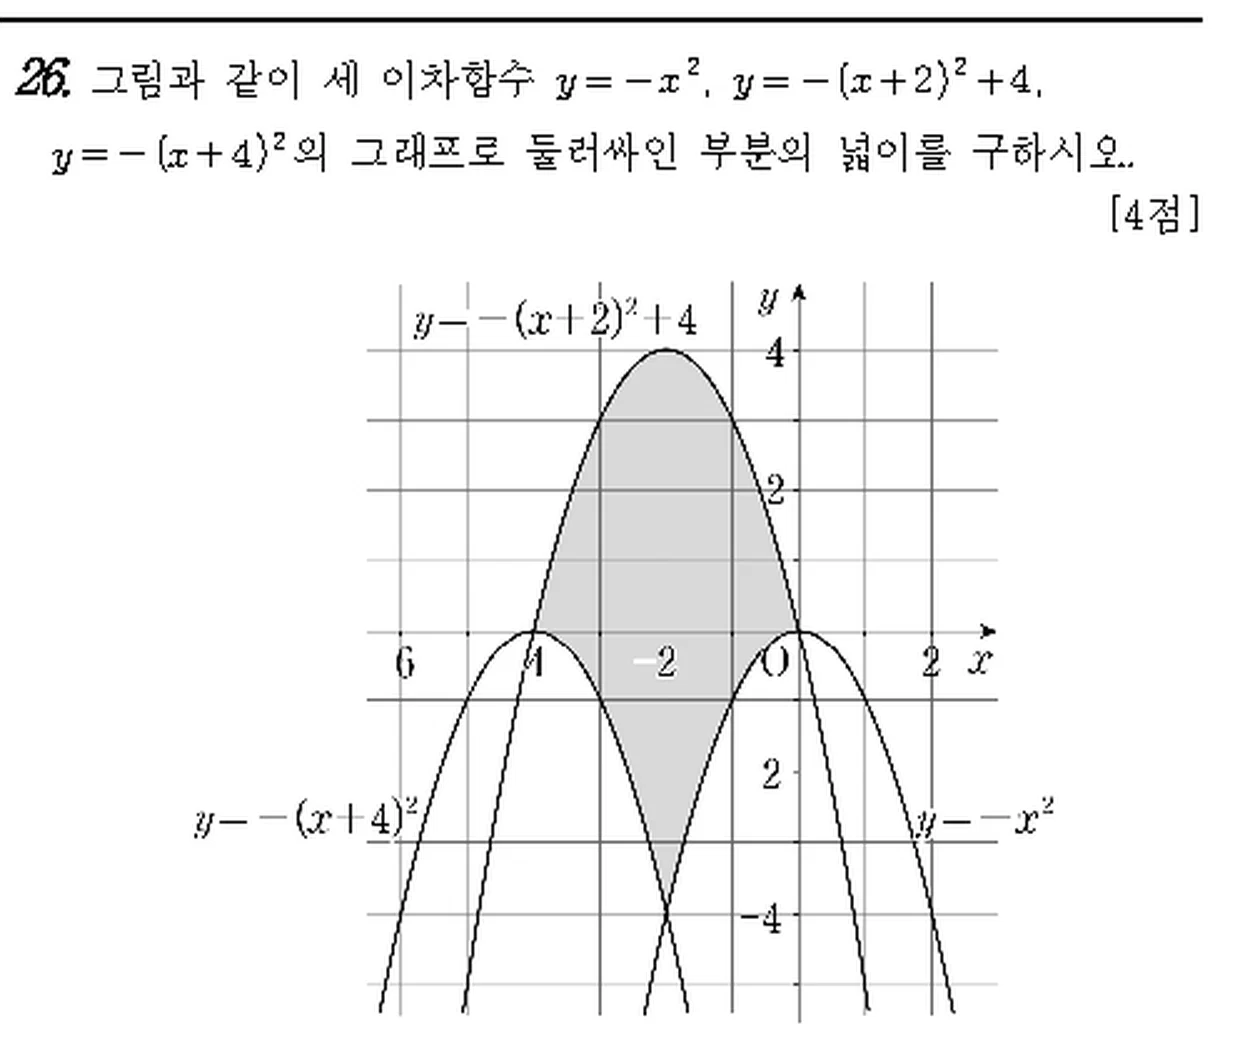 26. 그림과 같이 세 이차함수 y=-x², y=-(x+2)²+4,
y=-(x+4)²의 그래프로 둘러싸인 부분의 넓이를 구하시오.
[4점]
y=-(x+2)²+4
y
4
2
6 4 -2 O 2 x
2
y=-(x+4)²
y=-x²
-4